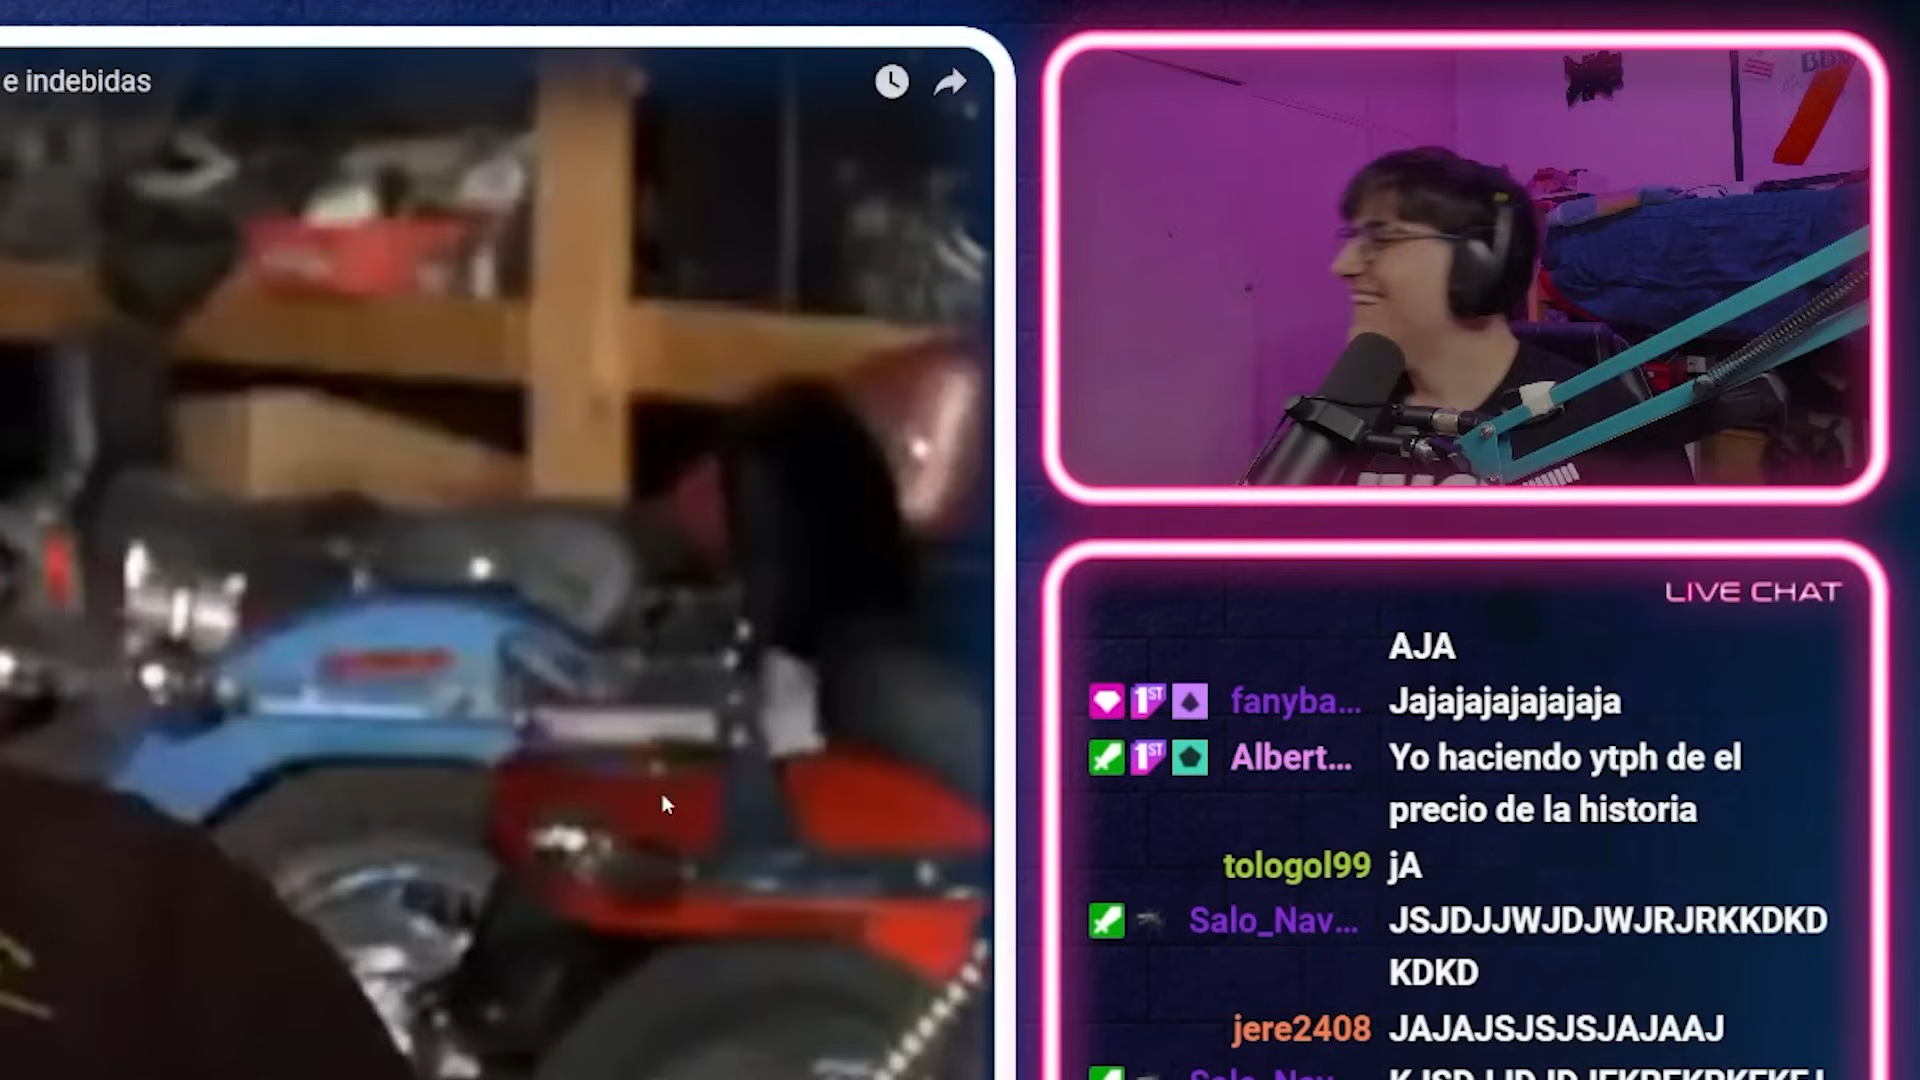 e indebidas
LIVE CHAT
AJA
fanyba... Jajajajajajajaja
Albert... Yo haciendo ytph de el
precio de la historia
tologol99 jA
Salo_Nav... JSJDJJWJDJWJRJRKKDKD
KDKD
jere2408 JAJAJSJSJSJAJAAJ